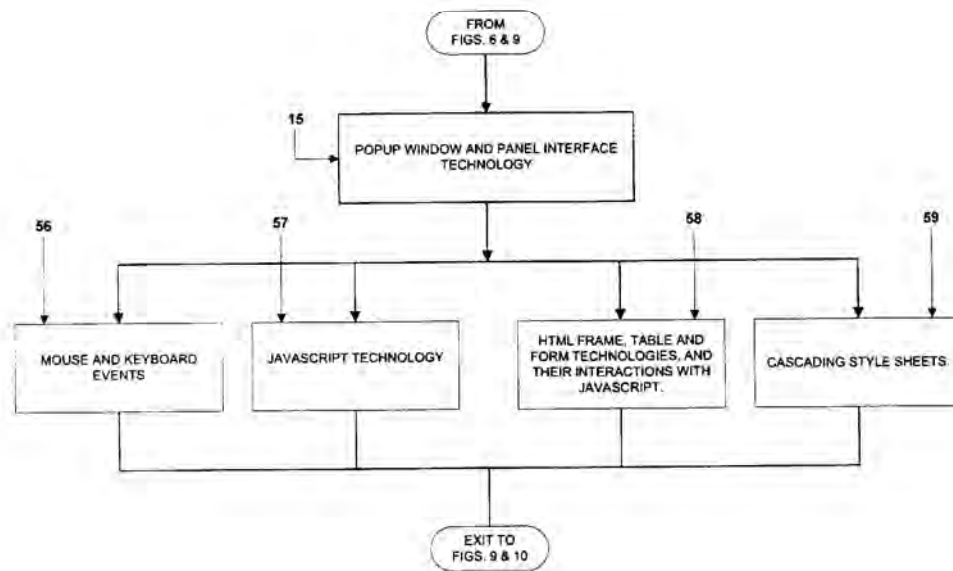 FROM
FIGS. 6 & 9
15
POPUP WINDOW AND PANEL INTERFACE
TECHNOLOGY
56
57
58
59
MOUSE AND KEYBOARD
EVENTS
JAVASCRIPT TECHNOLOGY
HTML FRAME, TABLE AND
FORM TECHNOLOGIES, AND
THEIR INTERACTIONS WITH
JAVASCRIPT.
CASCADING STYLE SHEETS
EXIT TO
FIGS. 9 & 10